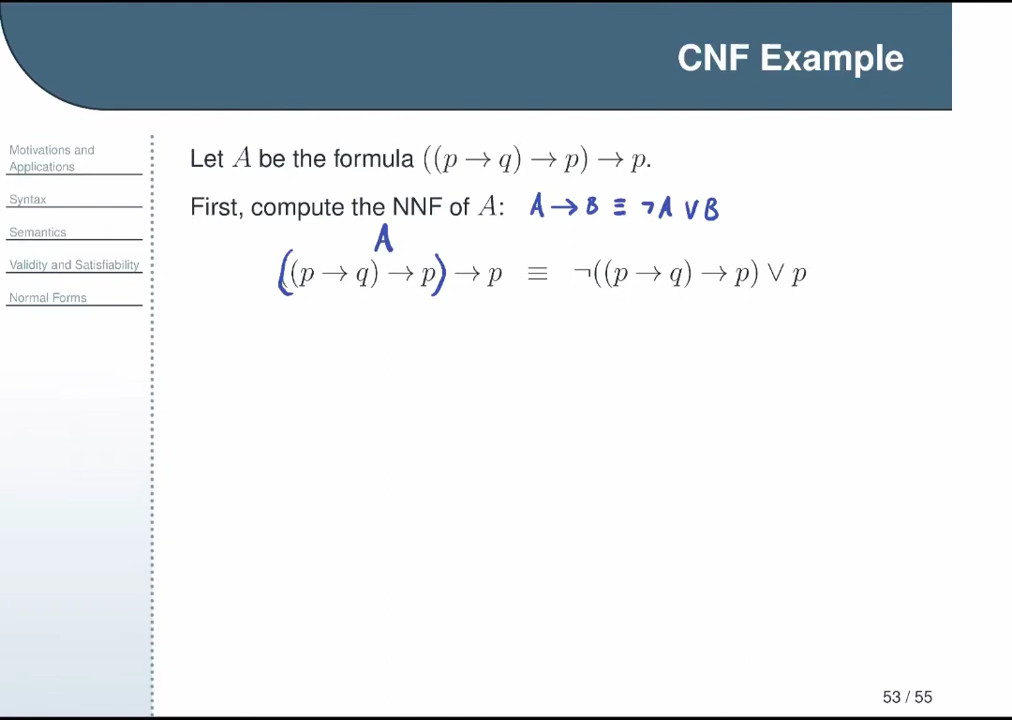 CNF Example
Motivations and
Applications
Syntax
Semantics
Validity and Satisfiability
Normal Forms
Let A be the formula ((p → q) → p) → p.
First, compute the NNF of A: A → B ≡ ¬A ∨ B
A
((p → q) → p) → p ≡ ¬((p → q) → p) ∨ p
53 / 55